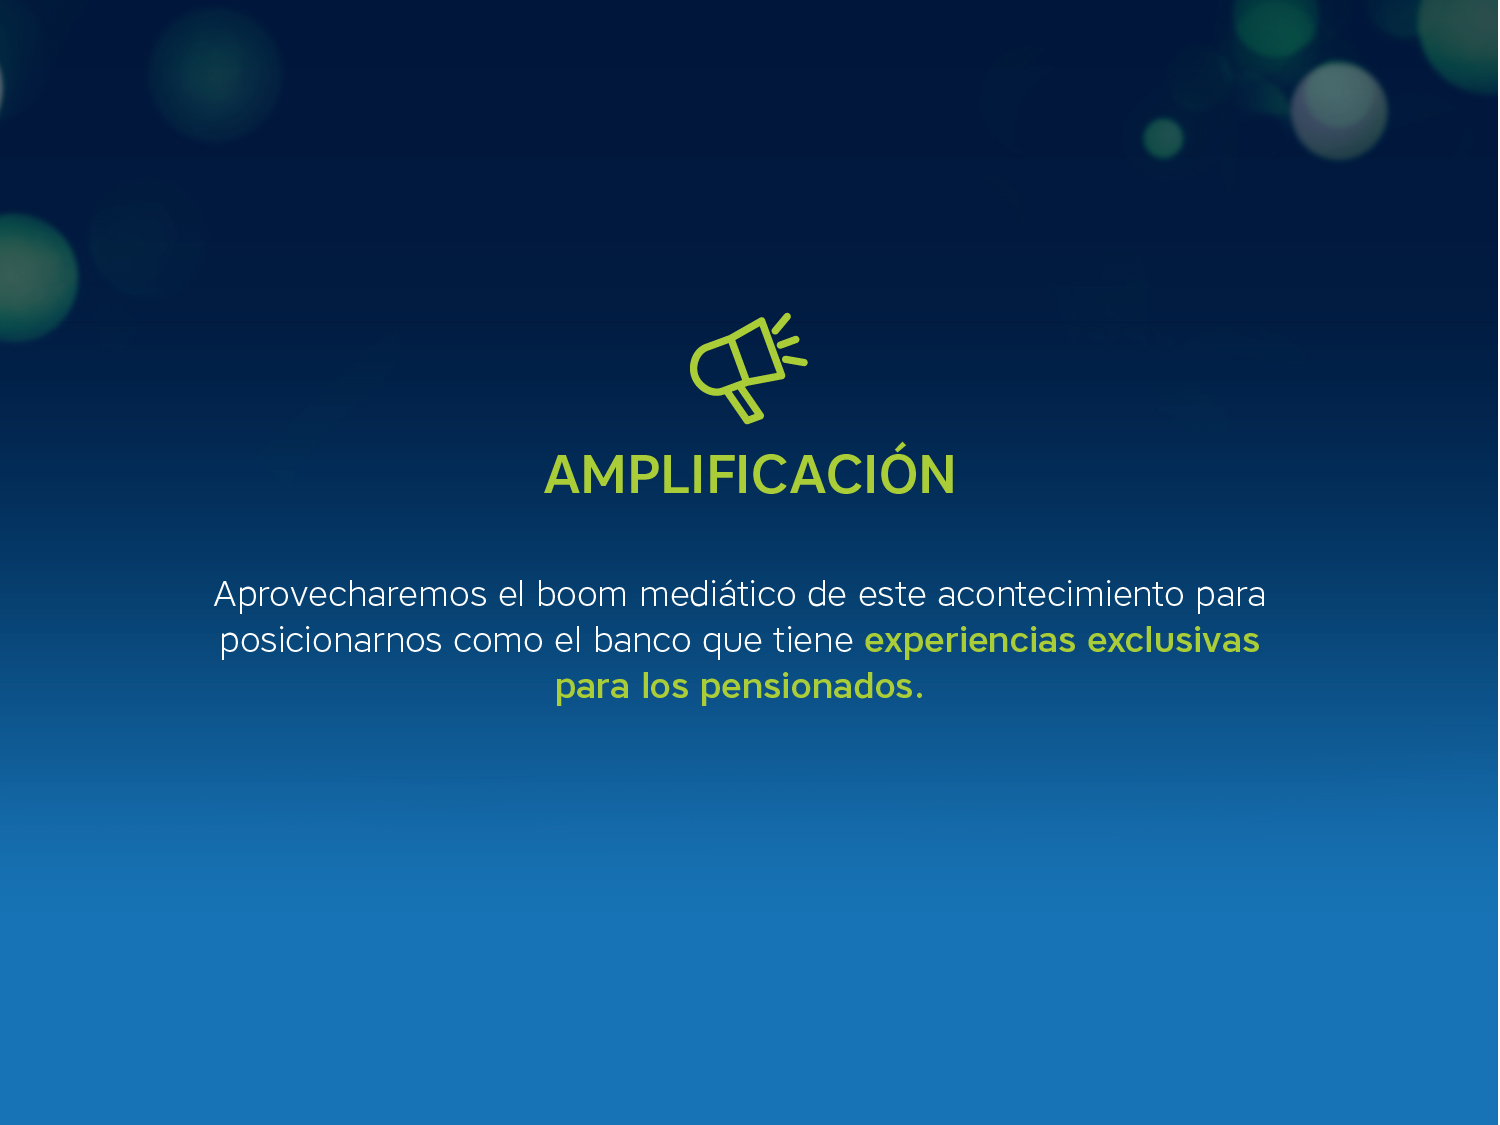 AMPLIFICACIÓN
Aprovecharemos el boom mediático de este acontecimiento para
posicionarnos como el banco que tiene experiencias exclusivas
para los pensionados.